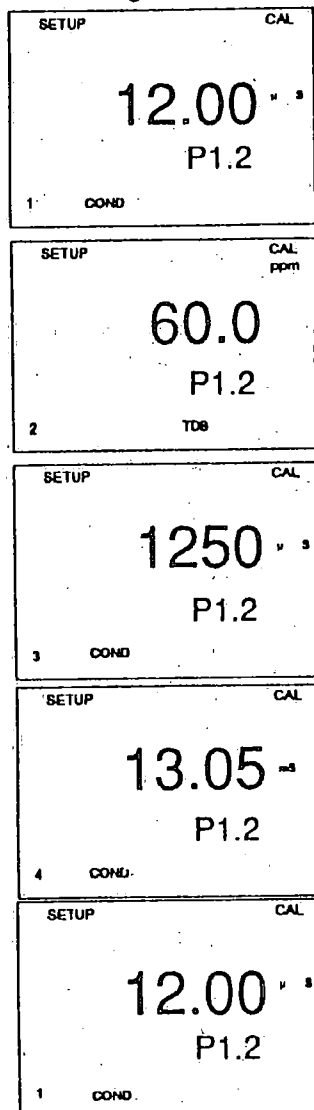 SETUP CAL
12.00 µ s
P1.2
1 COND
SETUP CAL
ppm
60.0
P1.2
2 TDS
SETUP CAL
1250 µ s
P1.2
3 COND
SETUP CAL
13.05 mS
P1.2
4 COND.
SETUP CAL
12.00 µ s
P1.2
1 COND.